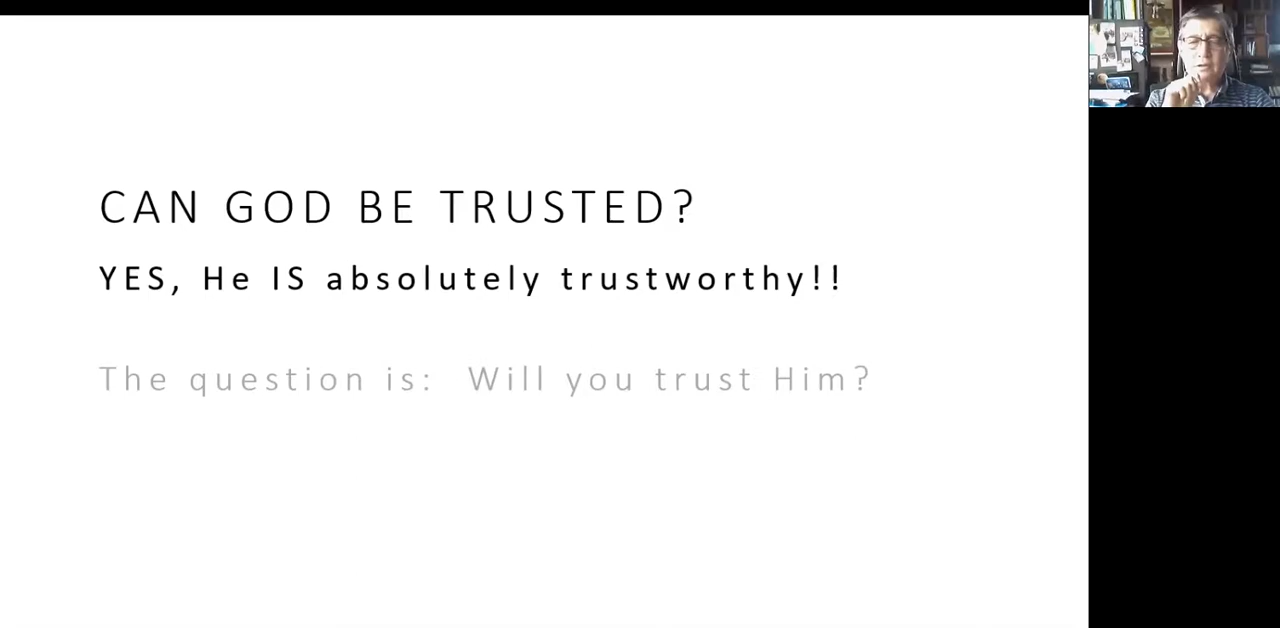 CAN GOD BE TRUSTED?
YES, He IS absolutely trustworthy!!
The question is: Will you trust Him?